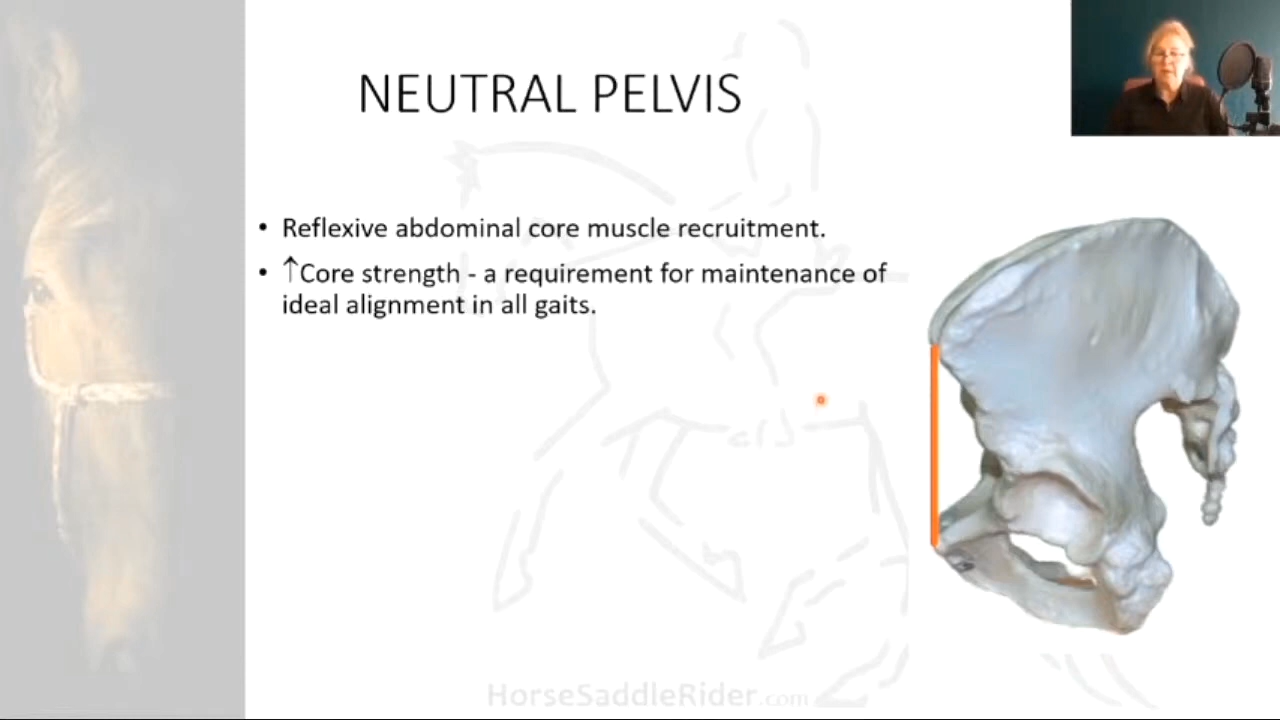 NEUTRAL PELVIS
• Reflexive abdominal core muscle recruitment.
• ↑Core strength - a requirement for maintenance of
ideal alignment in all gaits.
HorseSaddleRider.com